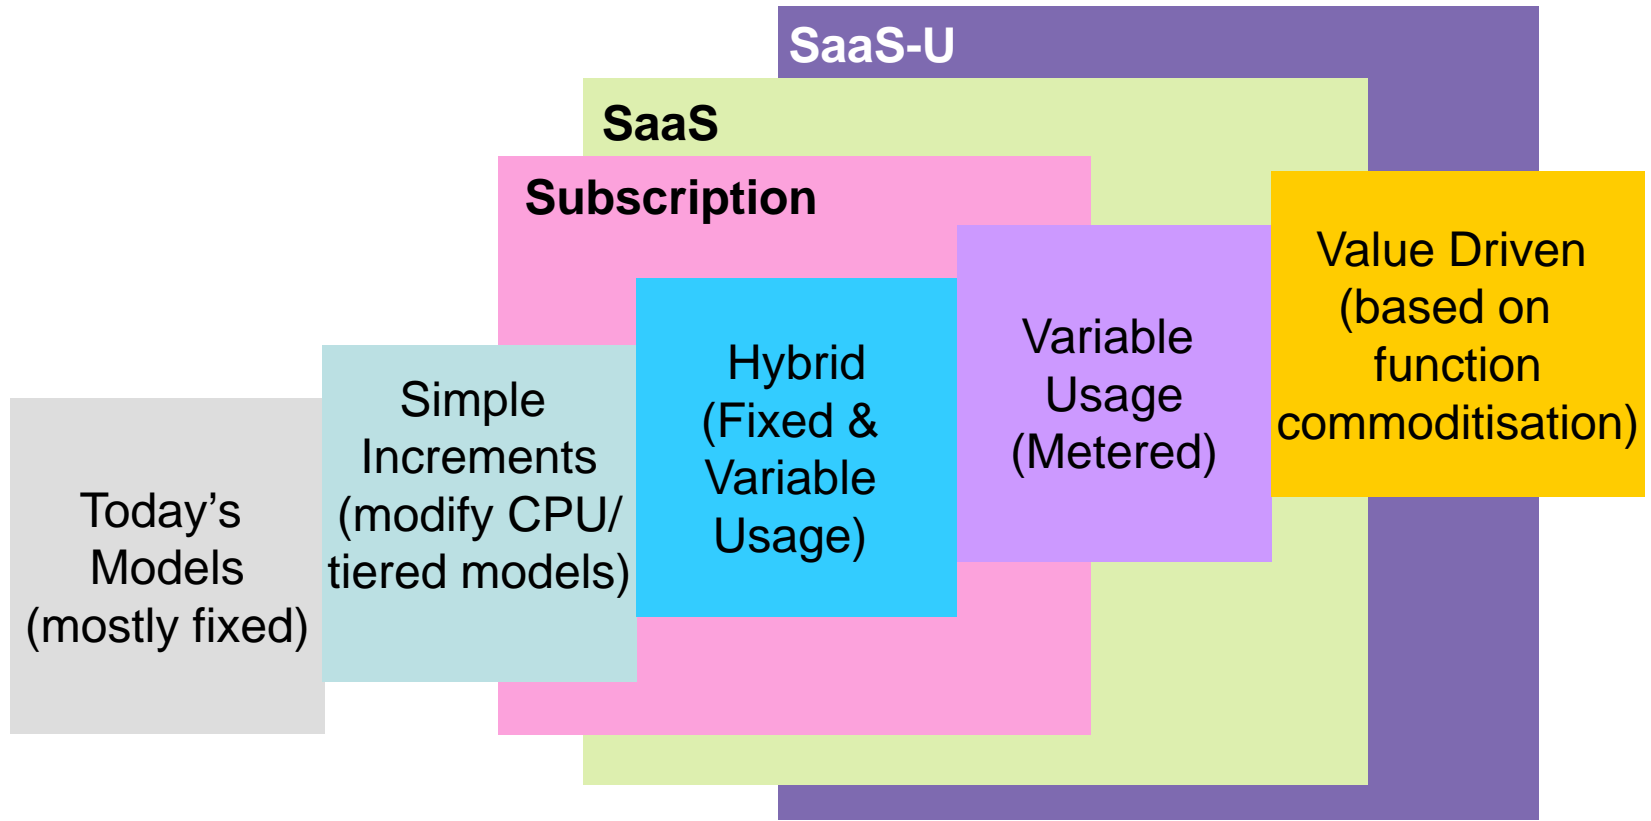 SaaS-U
SaaS
Subscription
Today’s
Models
(mostly fixed)
Simple
Increments
(modify CPU/
tiered models)
Hybrid
(Fixed &
Variable
Usage)
Variable
Usage
(Metered)
Value Driven
(based on
function
commoditisation)